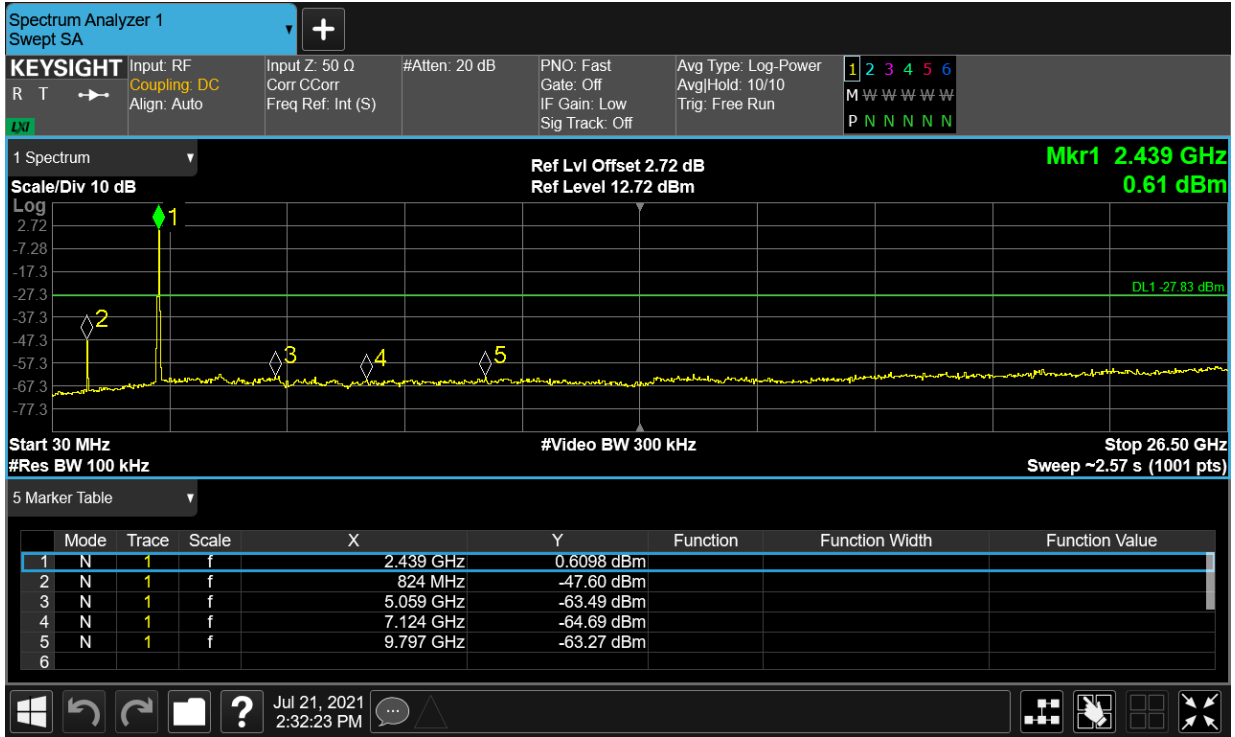 Spectrum Analyzer 1
Swept SA
+
KEYSIGHT
R T
LXI
Input: RF
Coupling: DC
Align: Auto
Input Z: 50 Ω
Corr CCorr
Freq Ref: Int (S)
#Atten: 20 dB
PNO: Fast
Gate: Off
IF Gain: Low
Sig Track: Off
Avg Type: Log-Power
Avg|Hold: 10/10
Trig: Free Run
1 2 3 4 5 6
M W W W W W
P N N N N N
1 Spectrum
Scale/Div 10 dB
Ref Lvl Offset 2.72 dB
Ref Level 12.72 dBm
Mkr1 2.439 GHz
0.61 dBm
Log
2.72
-7.28
-17.3
-27.3
-37.3
-47.3
-57.3
-67.3
-77.3
1
2
3
4
5
DL1 -27.83 dBm
Start 30 MHz
#Video BW 300 kHz
Stop 26.50 GHz
#Res BW 100 kHz
Sweep ~2.57 s (1001 pts)
5 Marker Table
Mode Trace Scale X Y Function Function Width Function Value
1 N 1 f 2.439 GHz 0.6098 dBm
2 N 1 f 824 MHz -47.60 dBm
3 N 1 f 5.059 GHz -63.49 dBm
4 N 1 f 7.124 GHz -64.69 dBm
5 N 1 f 9.797 GHz -63.27 dBm
6
?
Jul 21, 2021
2:32:23 PM